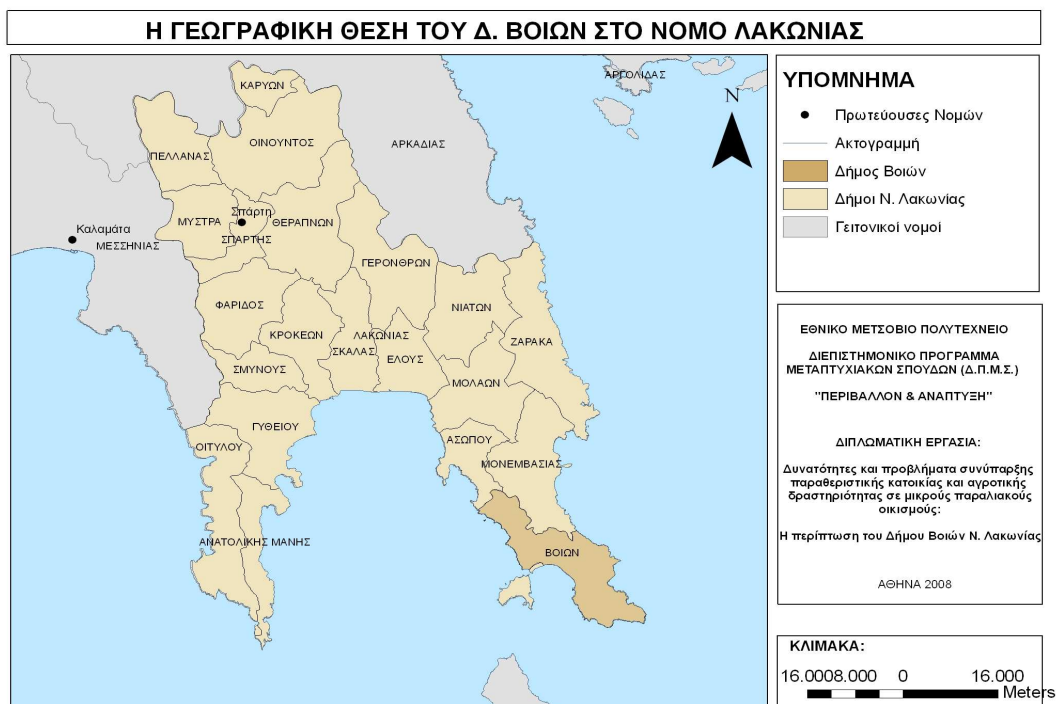 Η ΓΕΩΓΡΑΦΙΚΗ ΘΕΣΗ ΤΟΥ Δ. ΒΟΙΩΝ ΣΤΟ ΝΟΜΟ ΛΑΚΩΝΙΑΣ
ΚΑΡΥΩΝ
ΑΡΓΟΛΙΔΑΣ
N
ΟΙΝΟΥΝΤΟΣ
ΑΡΚΑΔΙΑΣ
ΠΕΛΛΑΝΑΣ
Σπάρτη
ΜΥΣΤΡΑ
ΘΕΡΑΠΝΩΝ
Καλαμάτα
ΜΕΣΣΗΝΙΑΣ
ΣΠΑΡΤΗΣ
ΓΕΡΟΝΘΡΩΝ
ΦΑΡΙΔΟΣ
ΝΙΑΤΩΝ
ΚΡΟΚΕΩΝ
ΛΑΚΩΝΙΑΣ
ΖΑΡΑΚΑ
ΣΚΑΛΑΣ
ΕΛΟΥΣ
ΣΜΥΝΟΥΣ
ΜΟΛΑΩΝ
ΓΥΘΕΙΟΥ
ΟΙΤΥΛΟΥ
ΑΣΩΠΟΥ
ΜΟΝΕΜΒΑΣΙΑΣ
ΑΝΑΤΟΛΙΚΗΣ ΜΑΝΗΣ
ΒΟΙΩΝ
ΥΠΟΜΝΗΜΑ
Πρωτεύουσες Νομών
Ακτογραμμή
Δήμος Βοιών
Δήμοι Ν. Λακωνίας
Γειτονικοί νομοί
ΕΘΝΙΚΟ ΜΕΤΣΟΒΙΟ ΠΟΛΥΤΕΧΝΕΙΟ
ΔΙΕΠΙΣΤΗΜΟΝΙΚΟ ΠΡΟΓΡΑΜΜΑ
ΜΕΤΑΠΤΥΧΙΑΚΩΝ ΣΠΟΥΔΩΝ (Δ.Π.Μ.Σ.)
"ΠΕΡΙΒΑΛΛΟΝ & ΑΝΑΠΤΥΞΗ"
ΔΙΠΛΩΜΑΤΙΚΗ ΕΡΓΑΣΙΑ:
Δυνατότητες και προβλήματα συνύπαρξης
παραθεριστικής κατοικίας και αγροτικής
δραστηριότητας σε μικρούς παραλιακούς
οικισμούς:
Η περίπτωση του Δήμου Βοιών Ν. Λακωνίας
ΑΘΗΝΑ 2008
ΚΛΙΜΑΚΑ:
16.0008.000 0 16.000
Meters